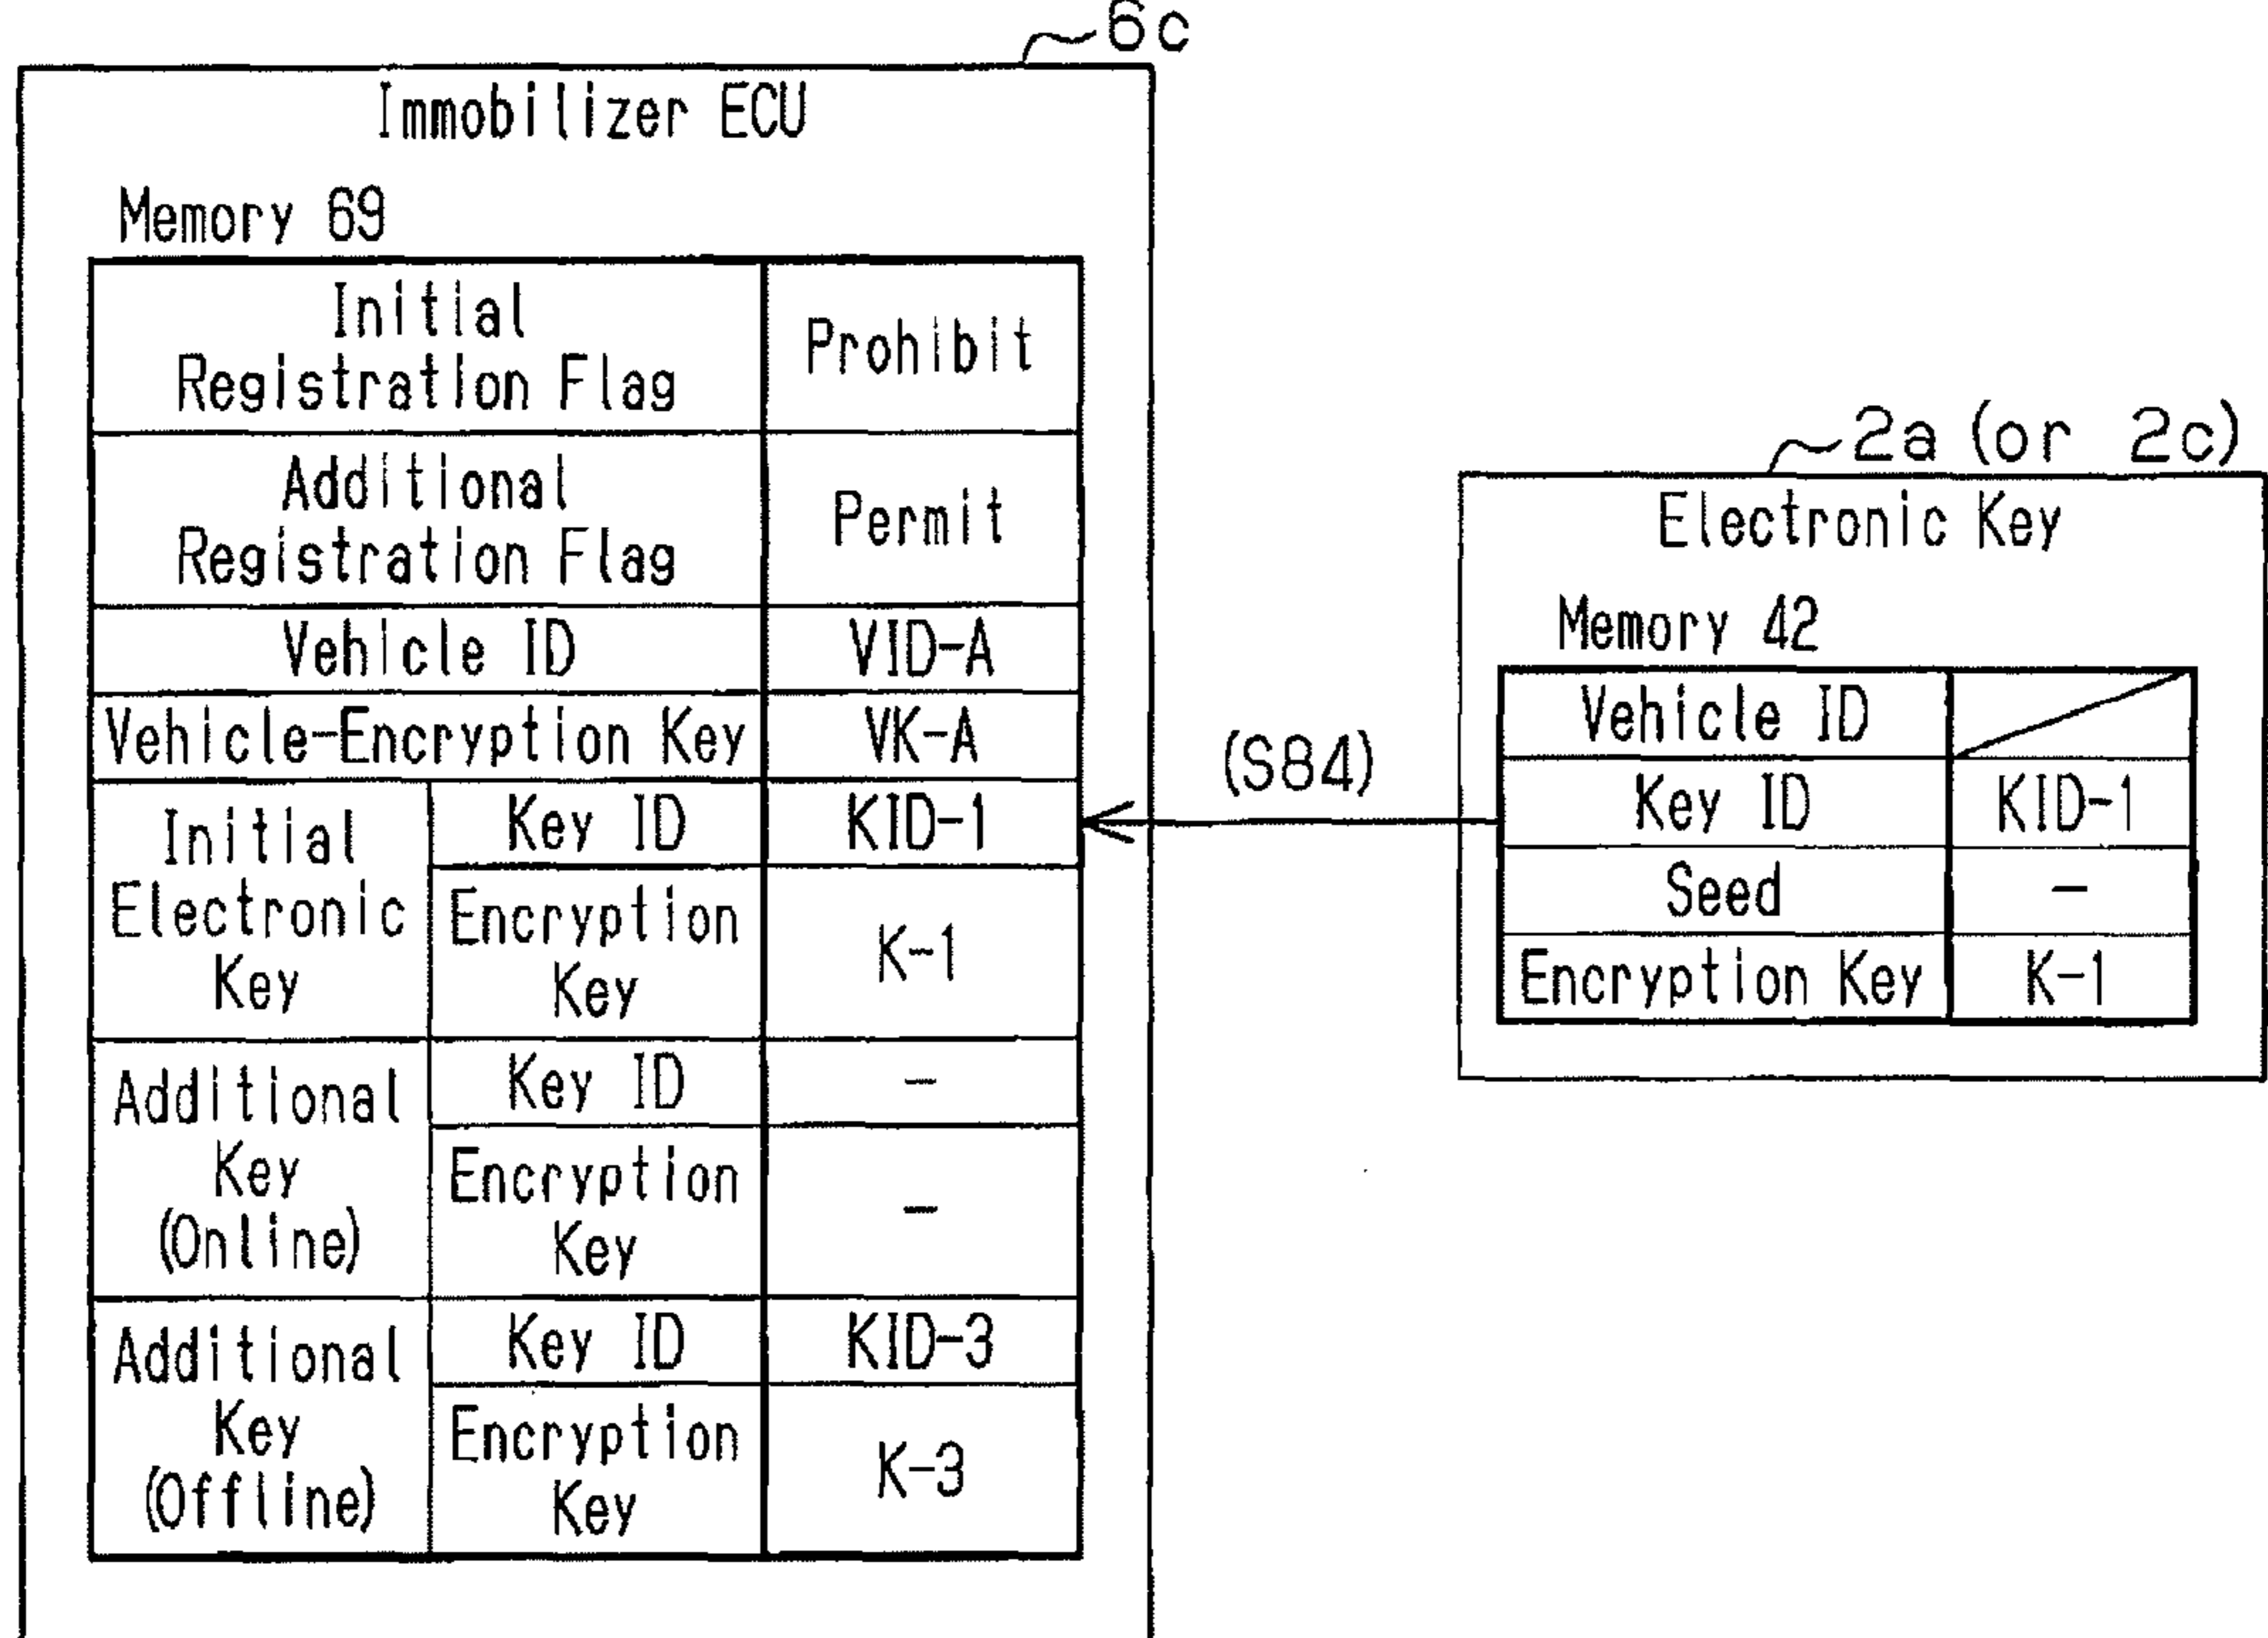 6c
Immobilizer ECU
Memory 69
Initial
Registration Flag
Prohibit
Additional
Registration Flag
Permit
Vehicle ID
VID-A
Vehicle-Encryption Key
VK-A
Initial
Electronic
Key
Key ID
KID-1
Encryption
Key
K-1
Additional
Key
(Online)
Key ID
-
Encryption
Key
-
Additional
Key
(Offline)
Key ID
KID-3
Encryption
Key
K-3
(S84)
2a (or 2c)
Electronic Key
Memory 42
Vehicle ID
Key ID
KID-1
Seed
-
Encryption Key
K-1